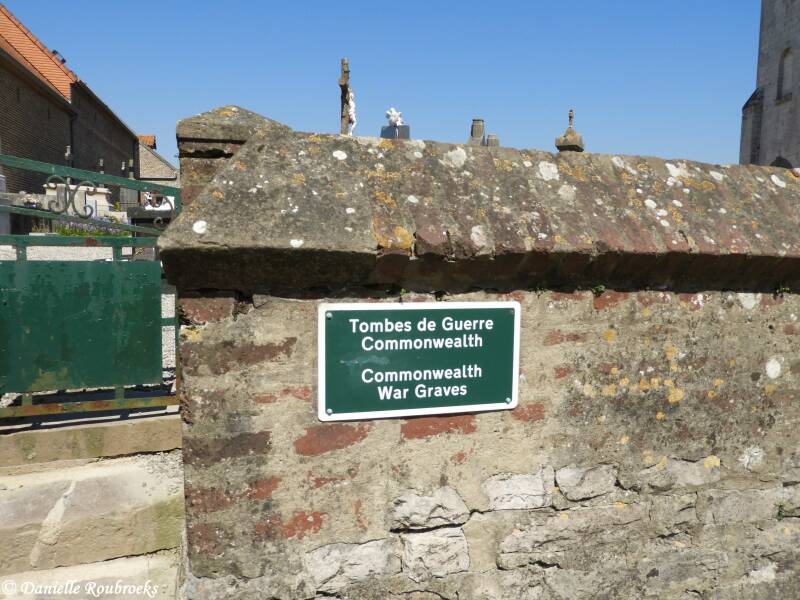 Tombes de Guerre
Commonwealth
Commonwealth
War Graves
© Danielle Roubroeks